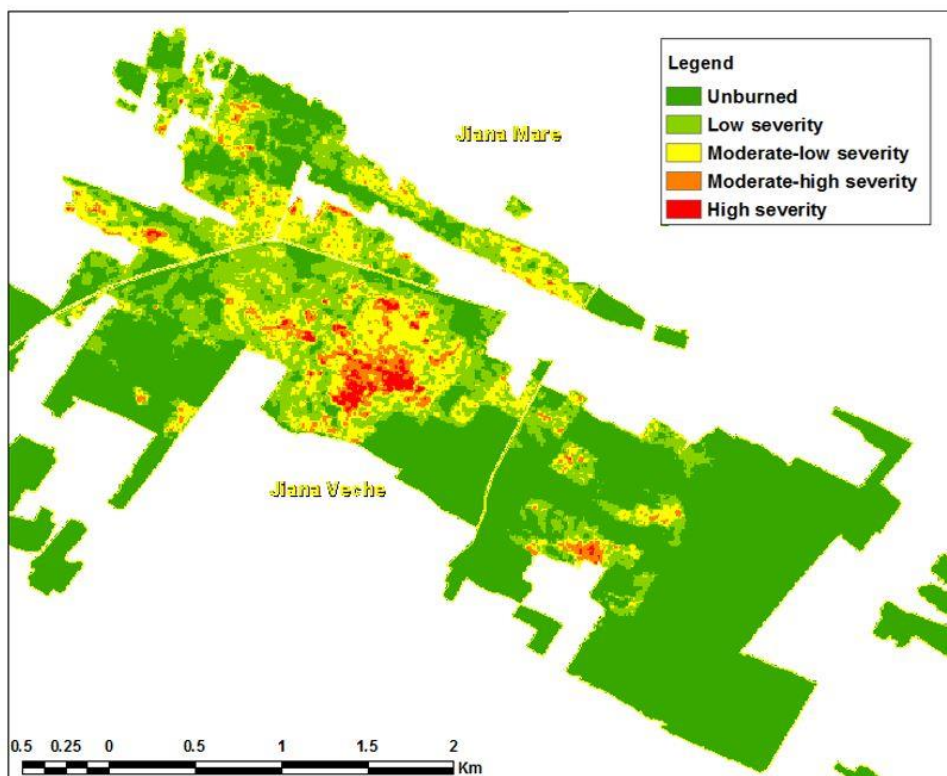 Legend
Unburned
Low severity
Moderate-low severity
Moderate-high severity
High severity
Jiana Mare
Jiana Veche
0.5 0.25 0 0.5 1 1.5 2
Km